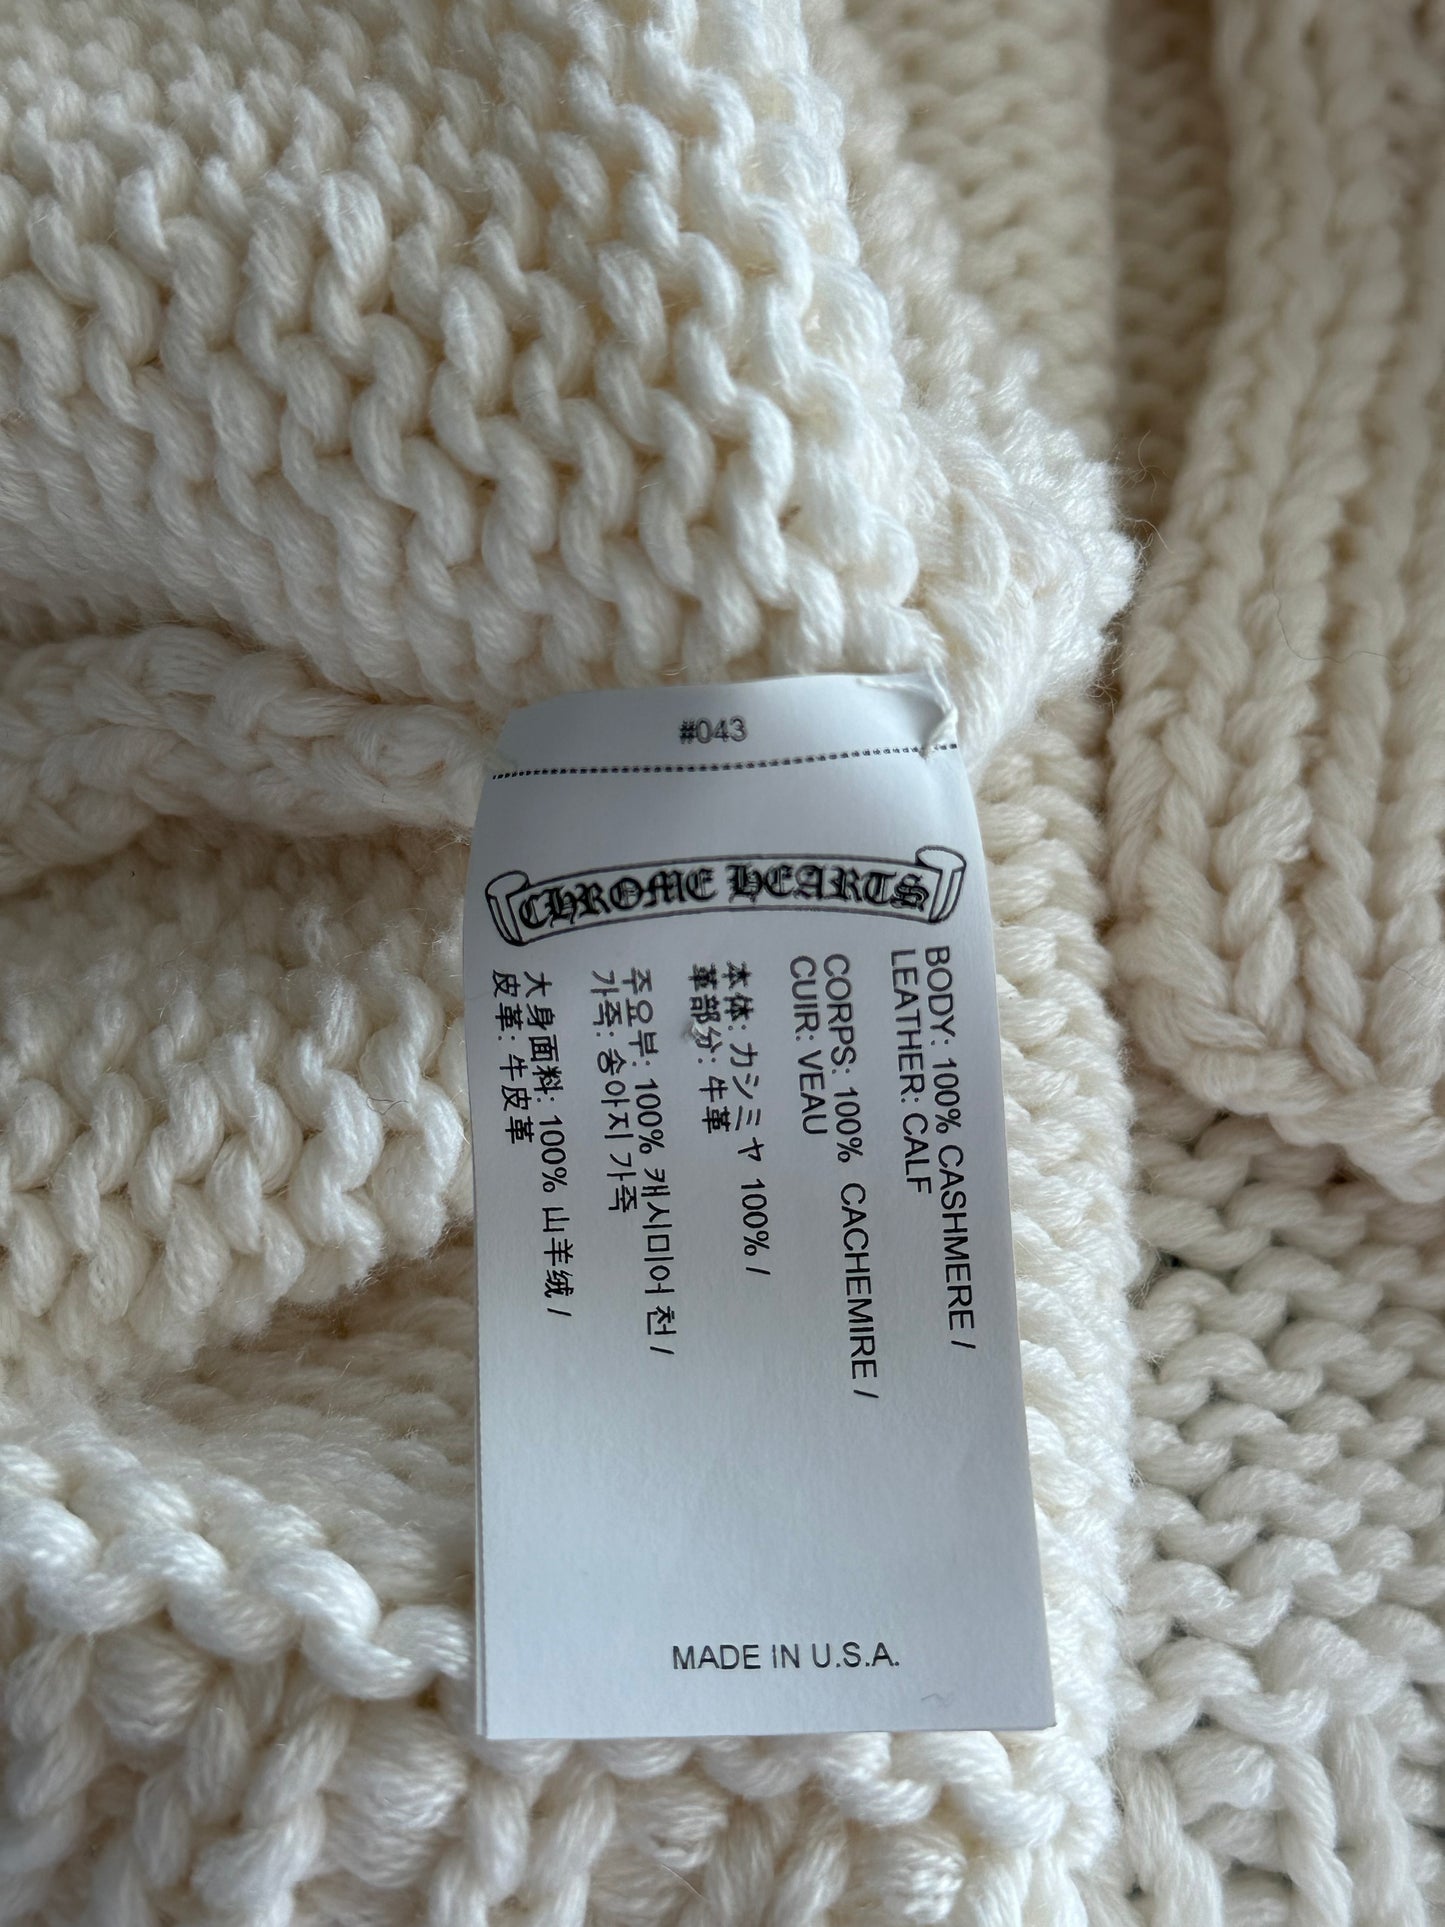 #043
CHROME HEARTS
BODY: 100% CASHMERE /
LEATHER: CALF
CORPS: 100% CACHEMIRE /
CUIR: VEAU
本体: カシミヤ 100% /
革部分: 牛革
주요부: 100% 캐시미어 천 /
가죽: 송아지 가죽
大身面料: 100% 山羊绒 /
皮革: 牛皮革
MADE IN U.S.A.